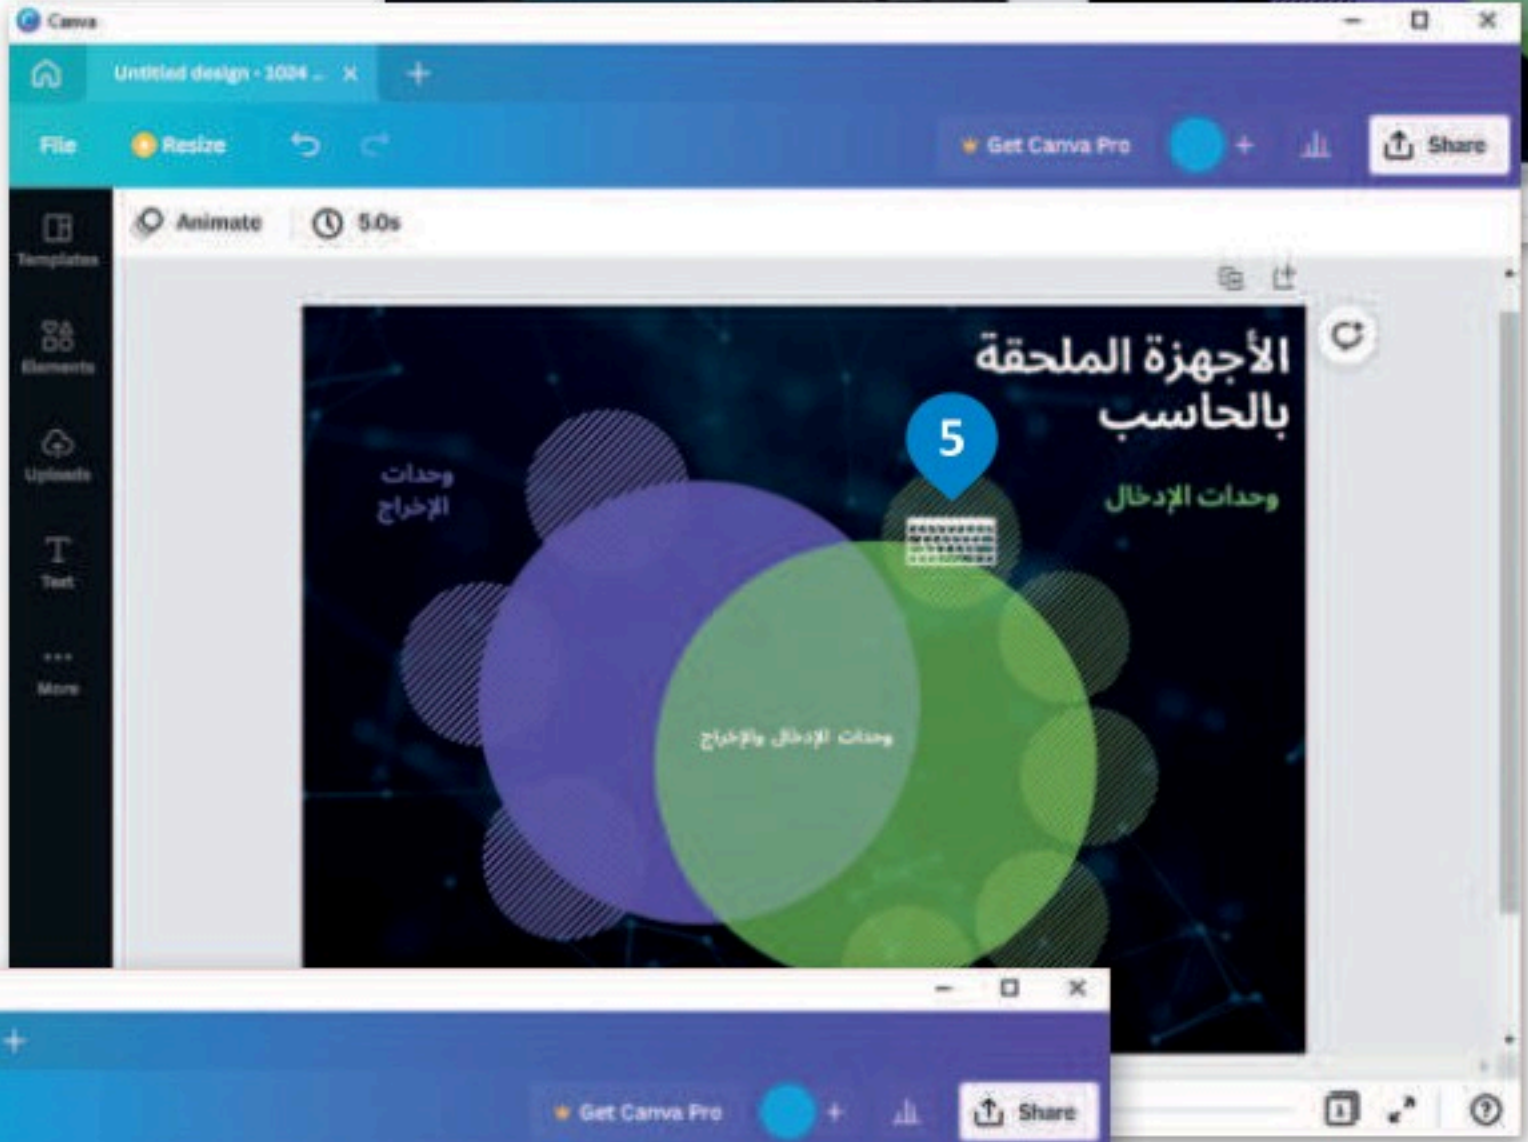 Canva
Untitled design - 1024 ...
File
Resize
Get Canva Pro
Share
Animate
5.0s
Templates
Elements
Uploads
Text
More
الأجهزة الملحقة
بالحاسب
5
وحدات الإدخال
وحدات
الإخراج
وحدات الإدخال والإخراج
Get Canva Pro
Share
1